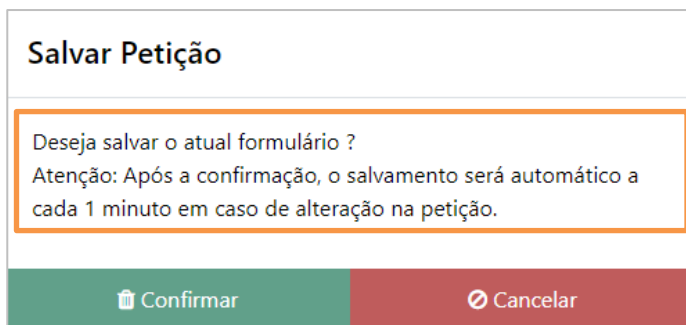 Salvar Petição
Deseja salvar o atual formulário ?
Atenção: Após a confirmação, o salvamento será automático a
cada 1 minuto em caso de alteração na petição.
Confirmar
Cancelar